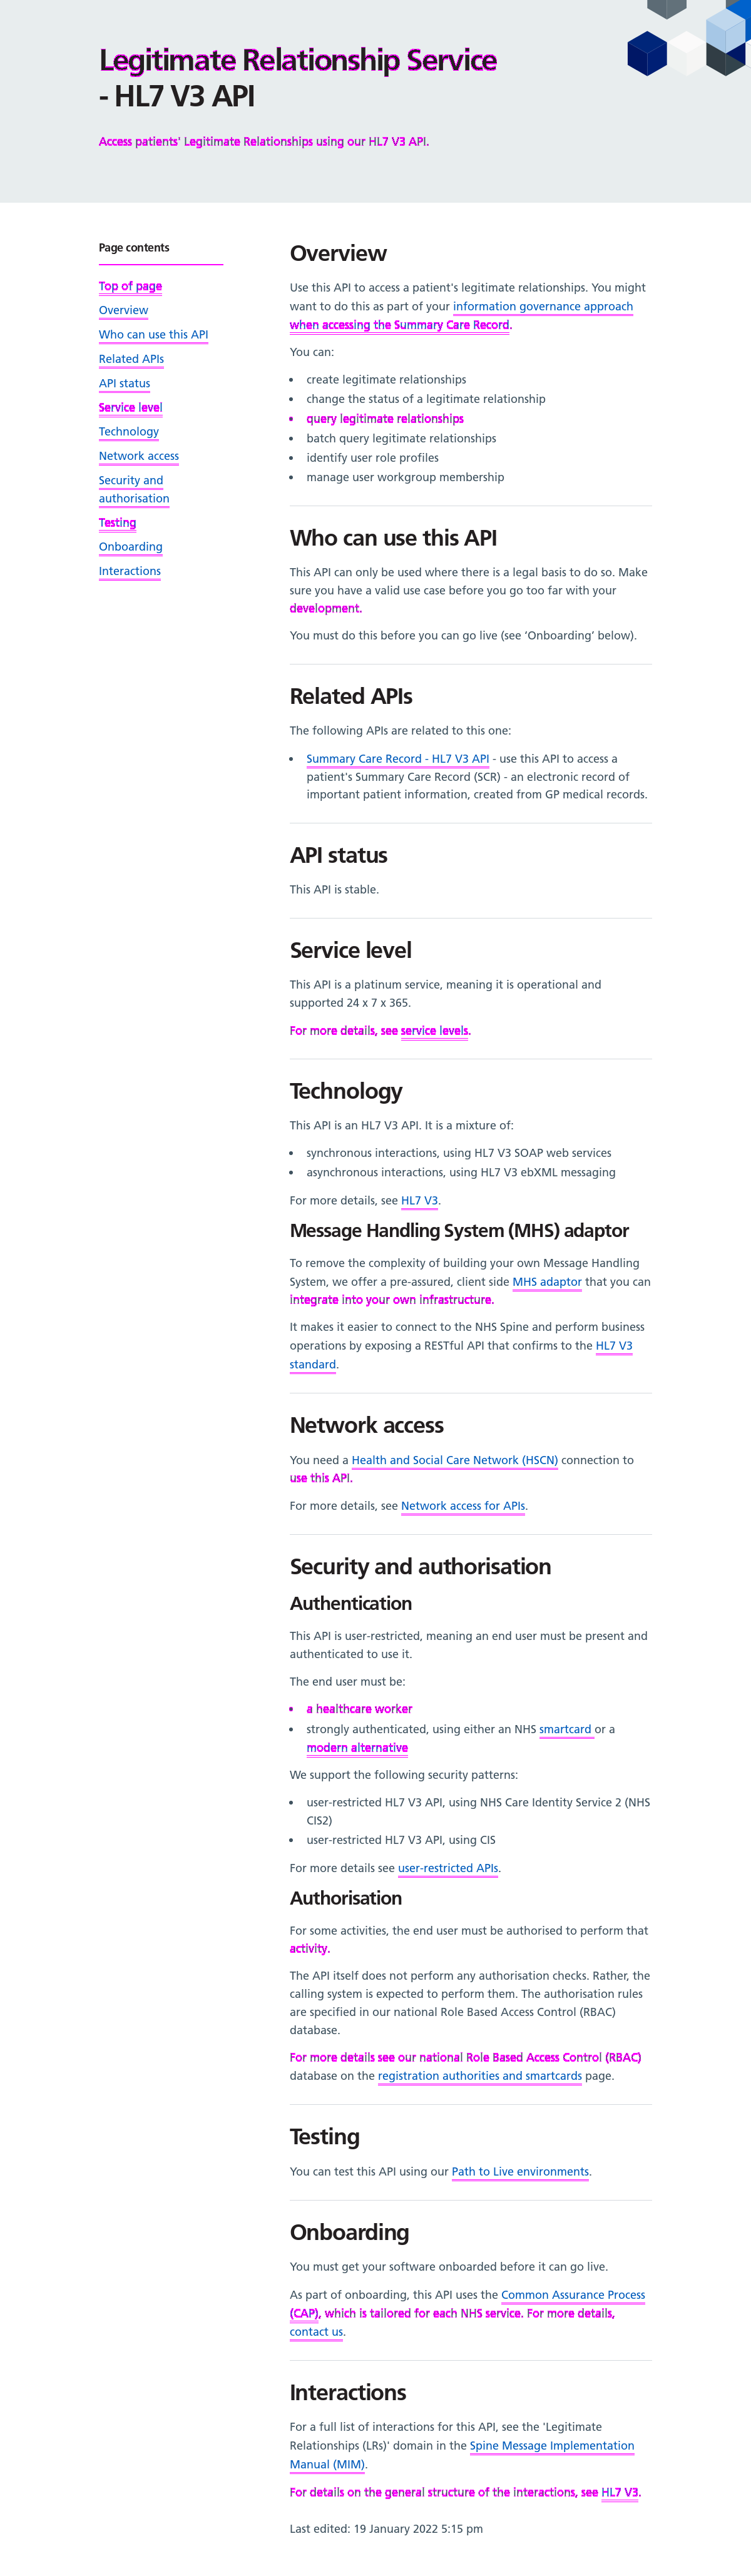 Legitimate Relationship Service
- HL7 V3 API
Access patients' Legitimate Relationships using our HL7 V3 API.
Page contents
Top of page
Overview
Who can use this API
Related APIs
API status
Service level
Technology
Network access
Security and
authorisation
Testing
Onboarding
Interactions
Overview
Use this API to access a patient's legitimate relationships. You might
want to do this as part of your information governance approach
when accessing the Summary Care Record.
You can:
• create legitimate relationships
• change the status of a legitimate relationship
• query legitimate relationships
• batch query legitimate relationships
• identify user role profiles
• manage user workgroup membership
Who can use this API
This API can only be used where there is a legal basis to do so. Make
sure you have a valid use case before you go too far with your
development.
You must do this before you can go live (see ‘Onboarding’ below).
Related APIs
The following APIs are related to this one:
• Summary Care Record - HL7 V3 API - use this API to access a
patient's Summary Care Record (SCR) - an electronic record of
important patient information, created from GP medical records.
API status
This API is stable.
Service level
This API is a platinum service, meaning it is operational and
supported 24 x 7 x 365.
For more details, see service levels.
Technology
This API is an HL7 V3 API. It is a mixture of:
• synchronous interactions, using HL7 V3 SOAP web services
• asynchronous interactions, using HL7 V3 ebXML messaging
For more details, see HL7 V3.
Message Handling System (MHS) adaptor
To remove the complexity of building your own Message Handling
System, we offer a pre-assured, client side MHS adaptor that you can
integrate into your own infrastructure.
It makes it easier to connect to the NHS Spine and perform business
operations by exposing a RESTful API that confirms to the HL7 V3
standard.
Network access
You need a Health and Social Care Network (HSCN) connection to
use this API.
For more details, see Network access for APIs.
Security and authorisation
Authentication
This API is user-restricted, meaning an end user must be present and
authenticated to use it.
The end user must be:
• a healthcare worker
• strongly authenticated, using either an NHS smartcard or a
modern alternative
We support the following security patterns:
• user-restricted HL7 V3 API, using NHS Care Identity Service 2 (NHS
CIS2)
• user-restricted HL7 V3 API, using CIS
For more details see user-restricted APIs.
Authorisation
For some activities, the end user must be authorised to perform that
activity.
The API itself does not perform any authorisation checks. Rather, the
calling system is expected to perform them. The authorisation rules
are specified in our national Role Based Access Control (RBAC)
database.
For more details see our national Role Based Access Control (RBAC)
database on the registration authorities and smartcards page.
Testing
You can test this API using our Path to Live environments.
Onboarding
You must get your software onboarded before it can go live.
As part of onboarding, this API uses the Common Assurance Process
(CAP), which is tailored for each NHS service. For more details,
contact us.
Interactions
For a full list of interactions for this API, see the 'Legitimate
Relationships (LRs)' domain in the Spine Message Implementation
Manual (MIM).
For details on the general structure of the interactions, see HL7 V3.
Last edited: 19 January 2022 5:15 pm